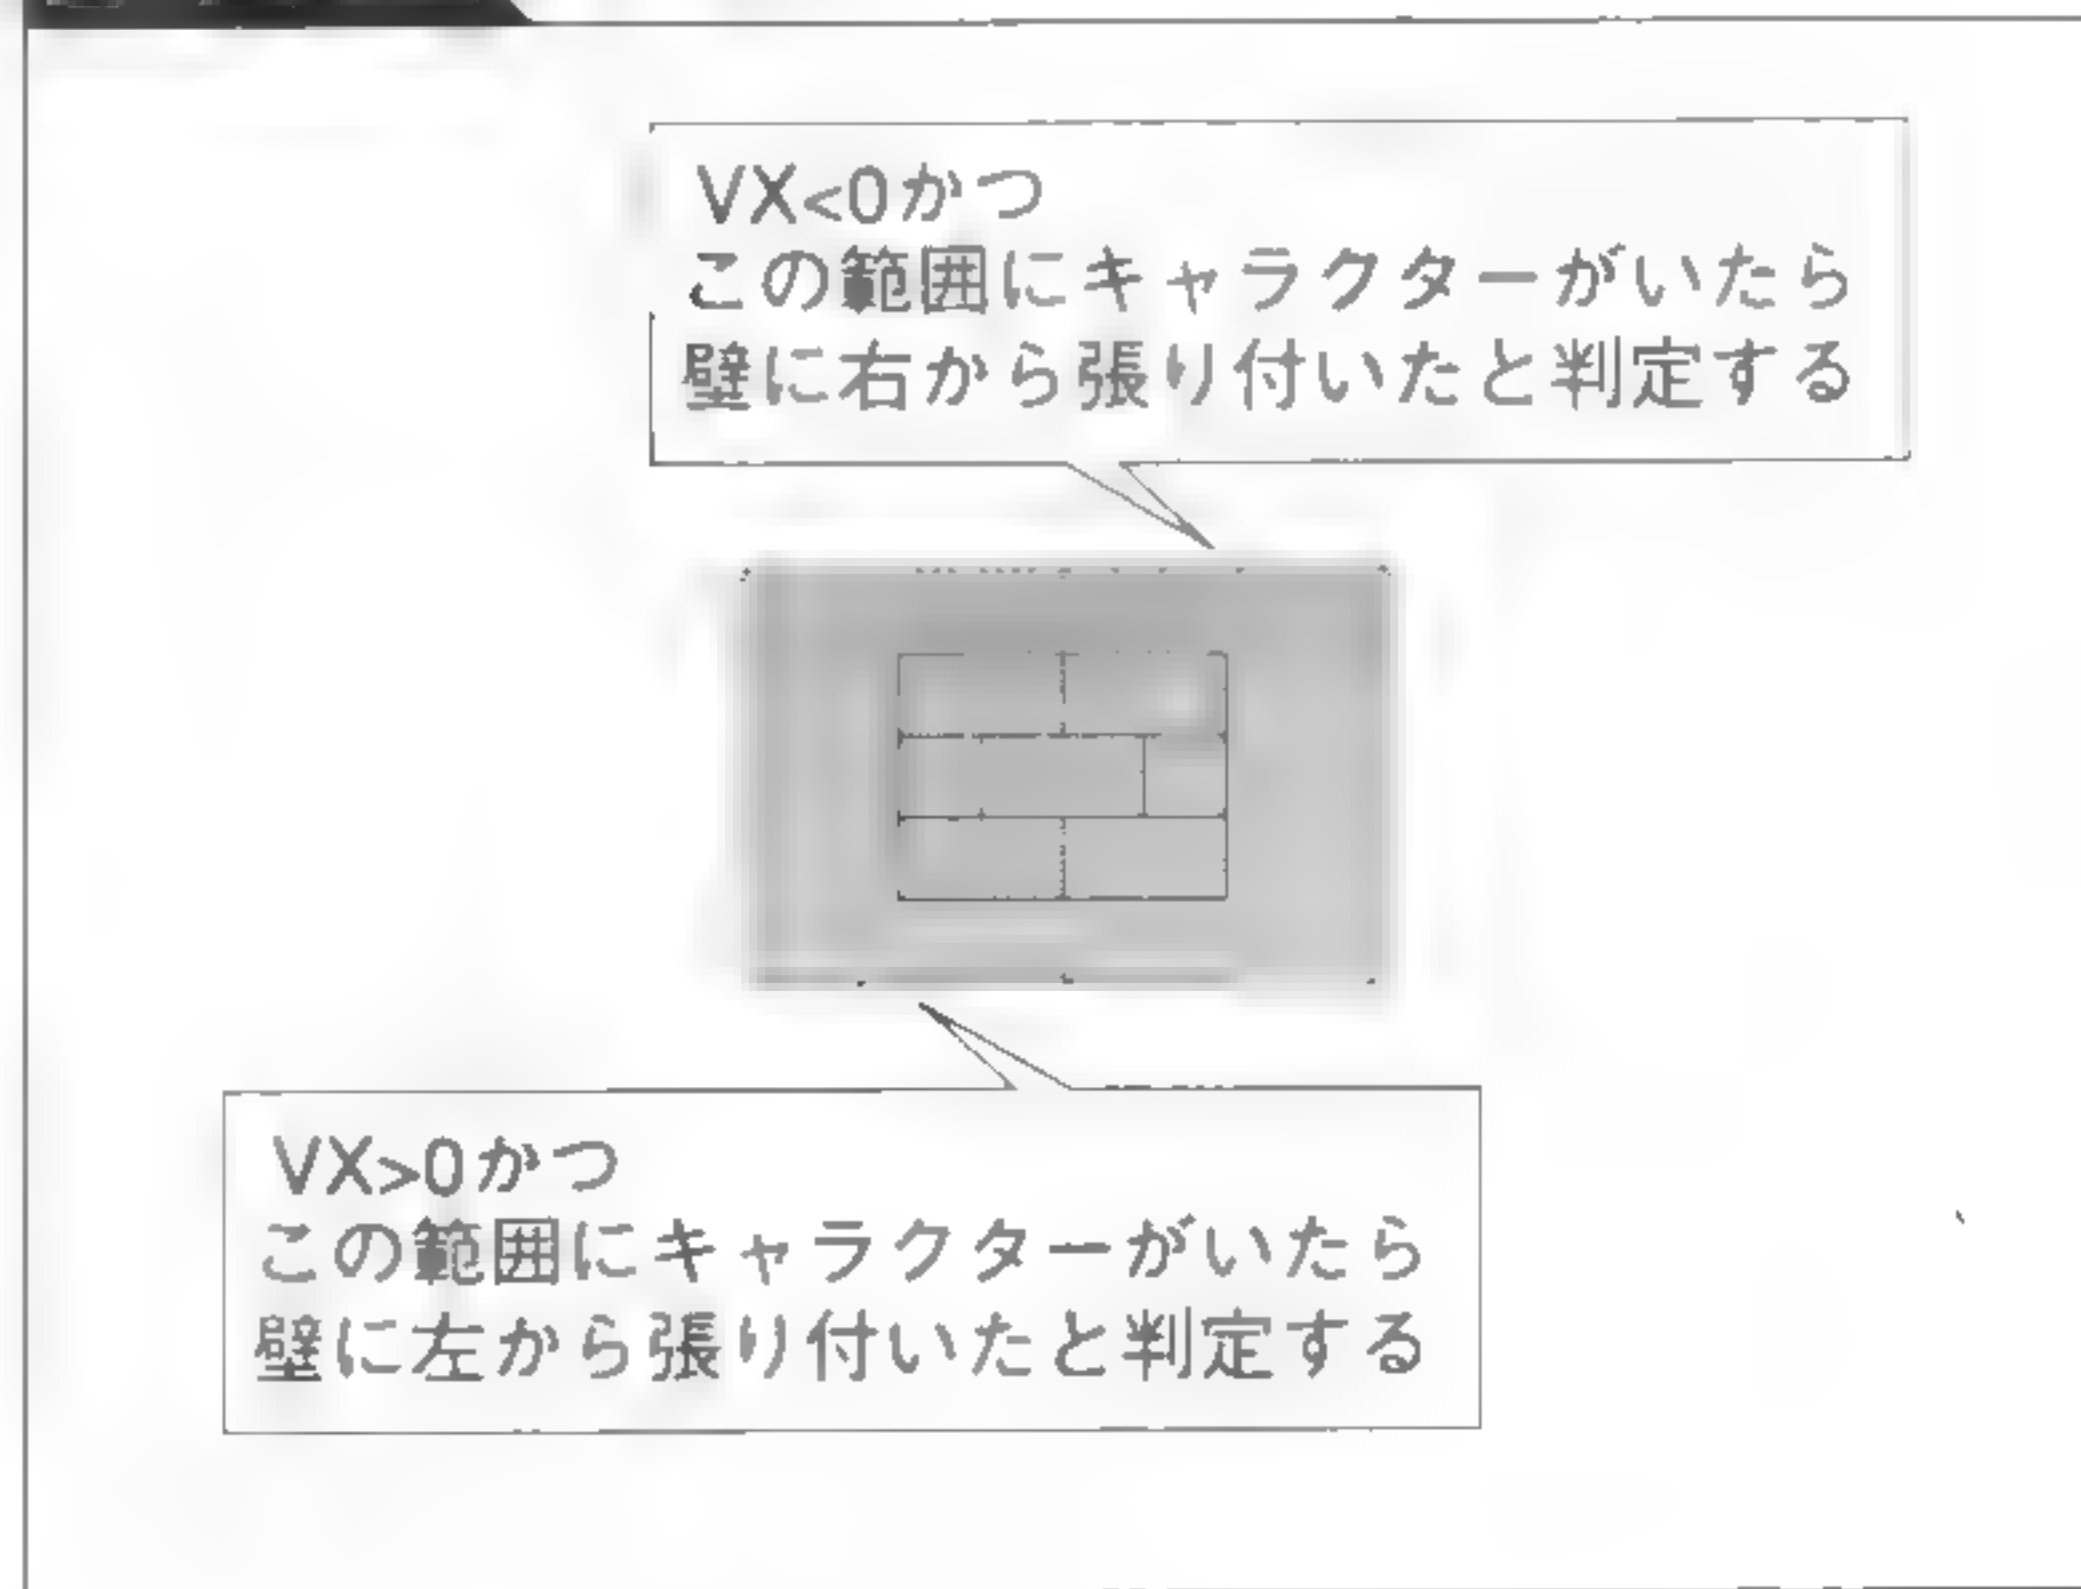 VX<0かつ
この範囲にキャラクターがいたら
壁に右から張り付いたと判定する
VX>0かつ
この範囲にキャラクターがいたら
壁に左から張り付いたと判定する